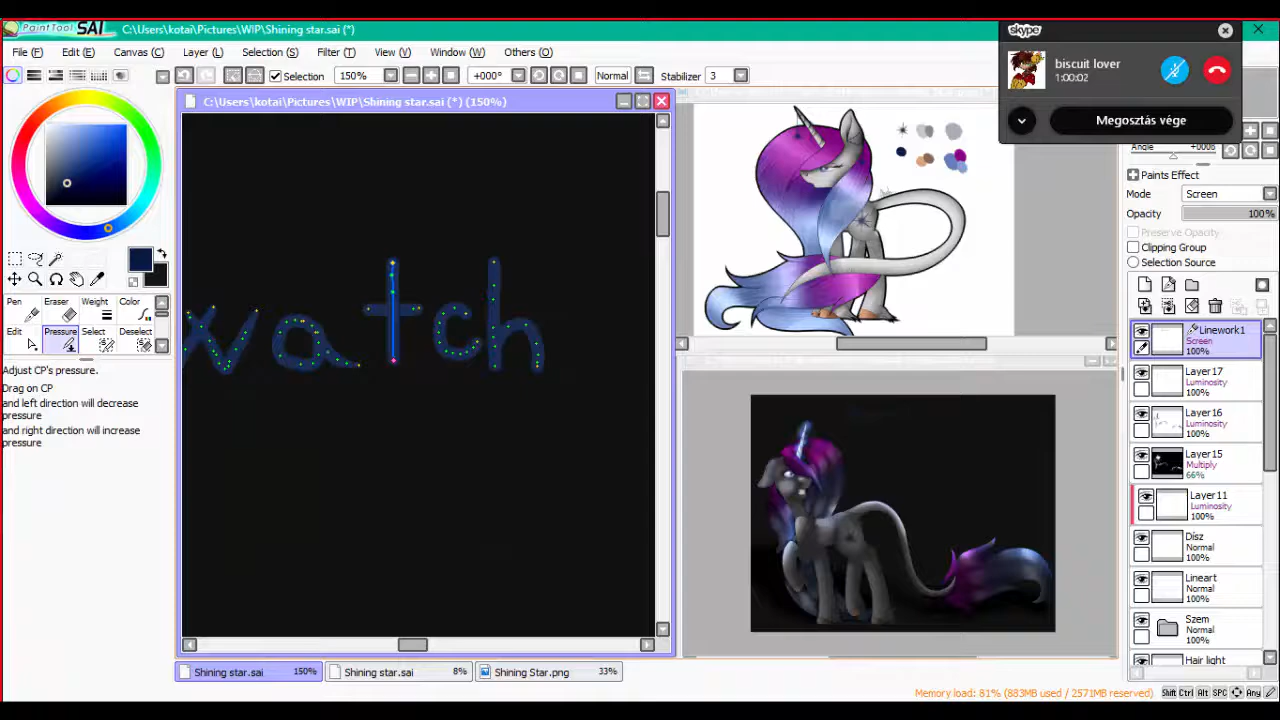 PaintTool SAI C:\Users\kotai\Pictures\WIP\Shining star.sai (*)
File (F) Edit (E) Canvas (C) Layer (L) Selection (S) Filter (T) View (V) Window (W) Others (O)
Selection 150% +000° Normal Stabilizer 3
skype
biscuit lover
1:00:02
Megosztás vége
C:\Users\kotai\Pictures\WIP\Shining star.sai (*) (150%)
watch
Pen Eraser Weight Color
Edit Pressure Select Deselect
Adjust CP's pressure.
Drag on CP
and left direction will decrease
pressure
and right direction will increase
pressure
Angle +0006
Paints Effect
Mode Screen
Opacity 100%
Preserve Opacity
Clipping Group
Selection Source
Linework1
Screen
100%
Layer17
Luminosity
100%
Layer16
Luminosity
100%
Layer15
Multiply
66%
Layer11
Luminosity
100%
Dísz
Normal
100%
Lineart
Normal
100%
Szem
Normal
100%
Hair light
Shining star.sai 150% Shining star.sai 8% Shining Star.png 33%
Memory load: 81% (883MB used / 2571MB reserved) Shift Ctrl Alt SPC Any